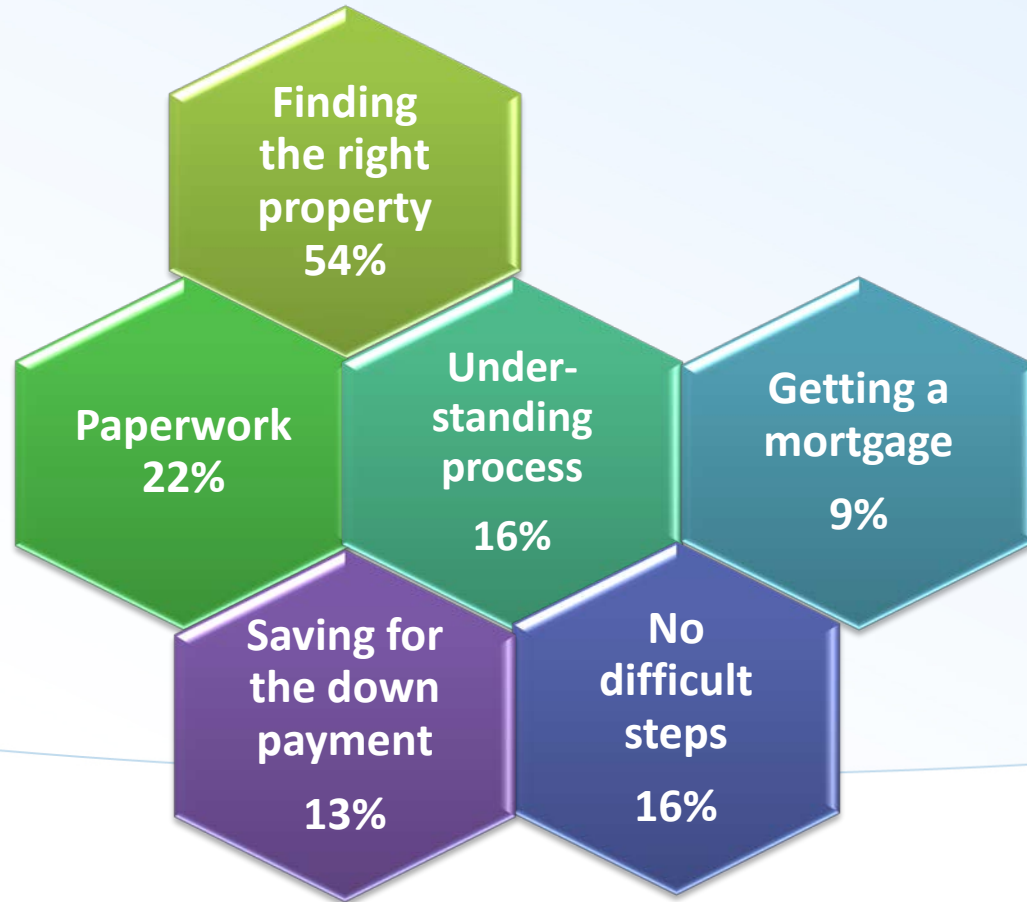 Finding
the right
property
54%
Paperwork
22%
Under-
standing
process
16%
Getting a
mortgage
9%
Saving for
the down
payment
13%
No
difficult
steps
16%